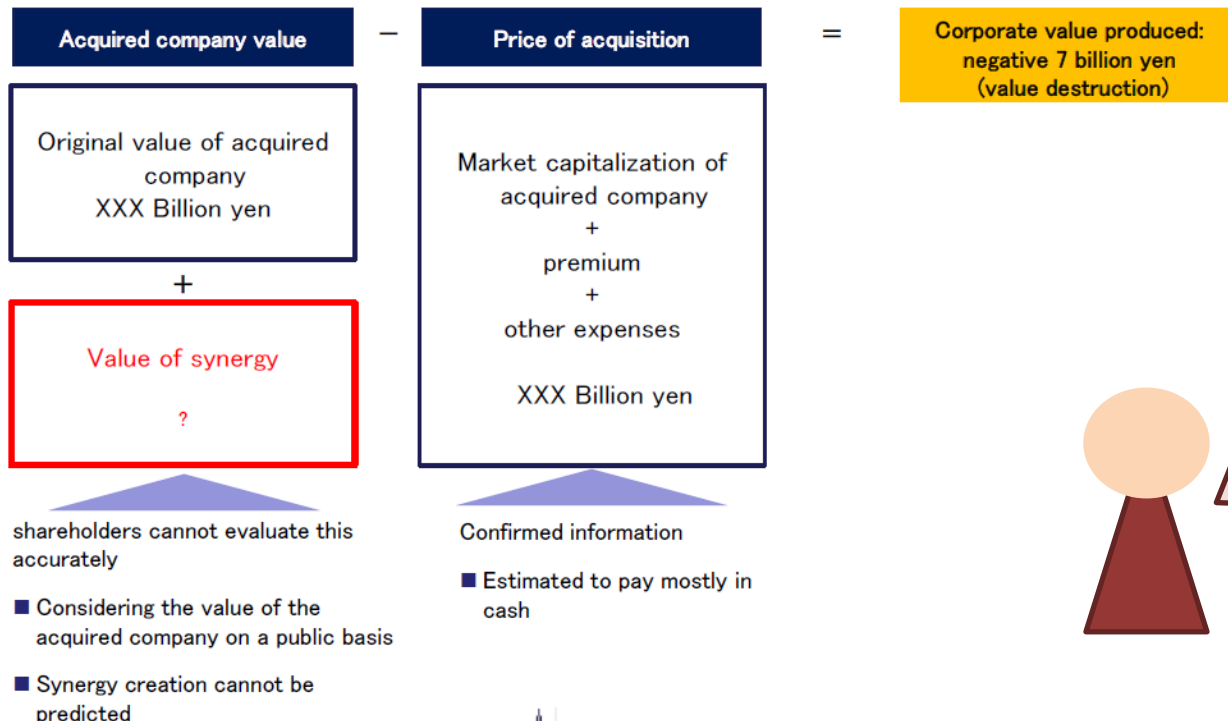 Acquired company value
−
Price of acquisition
=
Corporate value produced:
negative 7 billion yen
(value destruction)
Original value of acquired
company
XXX Billion yen
+
Value of synergy
?
Market capitalization of
acquired company
+
premium
+
other expenses
XXX Billion yen
shareholders cannot evaluate this
accurately
■ Considering the value of the
acquired company on a public basis
■ Synergy creation cannot be
predicted
Confirmed information
■ Estimated to pay mostly in
cash